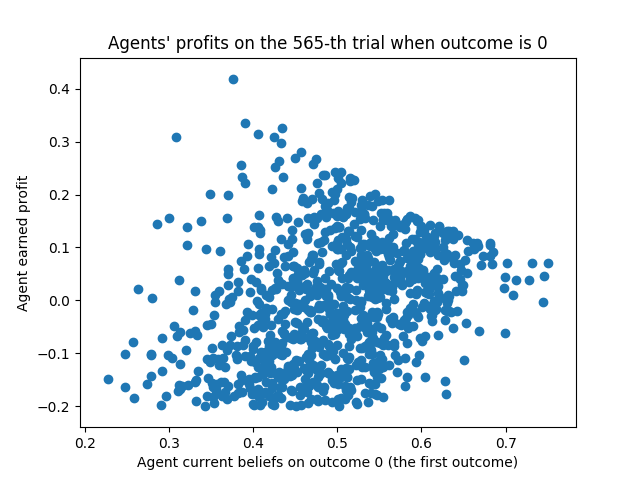 Agents' profits on the 565-th trial when outcome is 0
0.4
0.3
0.2
0.1
0.0
−0.1
−0.2
Agent earned profit
0.2 0.3 0.4 0.5 0.6 0.7
Agent current beliefs on outcome 0 (the first outcome)